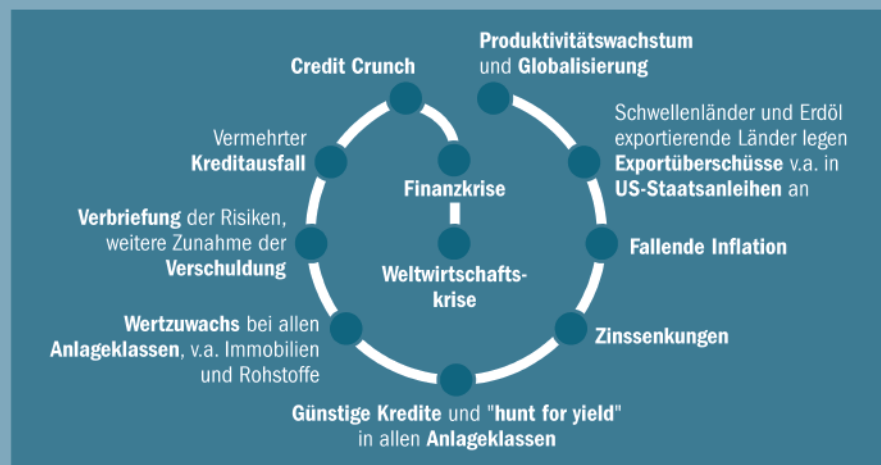 Produktivitätswachstum
und Globalisierung
Schwellenländer und Erdöl
exportierende Länder legen
Exportüberschüsse v.a. in
US-Staatsanleihen an
Fallende Inflation
Zinssenkungen
Günstige Kredite und "hunt for yield"
in allen Anlageklassen
Wertzuwachs bei allen
Anlageklassen, v.a. Immobilien
und Rohstoffe
Verbriefung der Risiken,
weitere Zunahme der
Verschuldung
Vermehrter
Kreditausfall
Credit Crunch
Finanzkrise
Weltwirtschafts-
krise